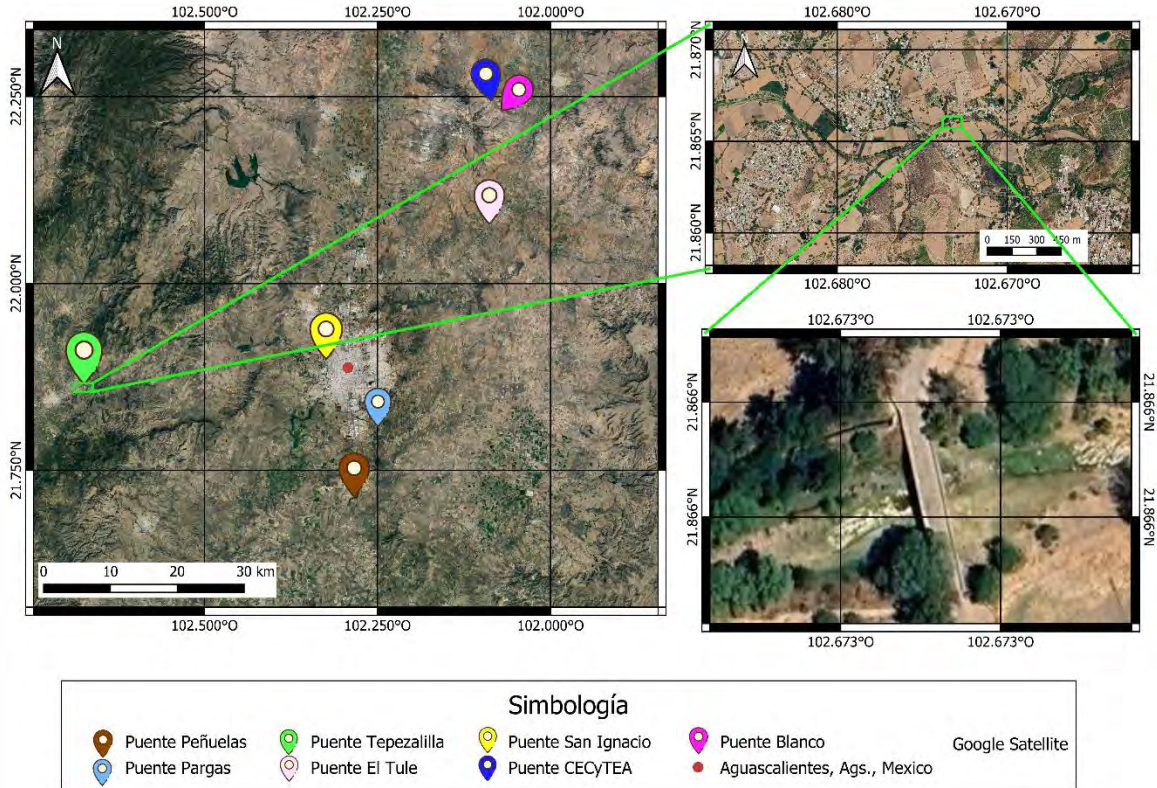 102.500°O 102.250°O 102.000°O
102.680°O 102.670°O
N
22.250°N
22.000°N
21.750°N
0 10 20 30 km
102.500°O 102.250°O 102.000°O
21.870°N
21.865°N
21.860°N
0 150 300 450 m
102.680°O 102.670°O
102.673°O 102.673°O
21.866°N 21.866°N
21.866°N 21.866°N
102.673°O 102.673°O
Simbología
Puente Peñuelas Puente Tepezalilla Puente San Ignacio Puente Blanco Google Satellite
Puente Pargas Puente El Tule Puente CECyTEA Aguascalientes, Ags., Mexico